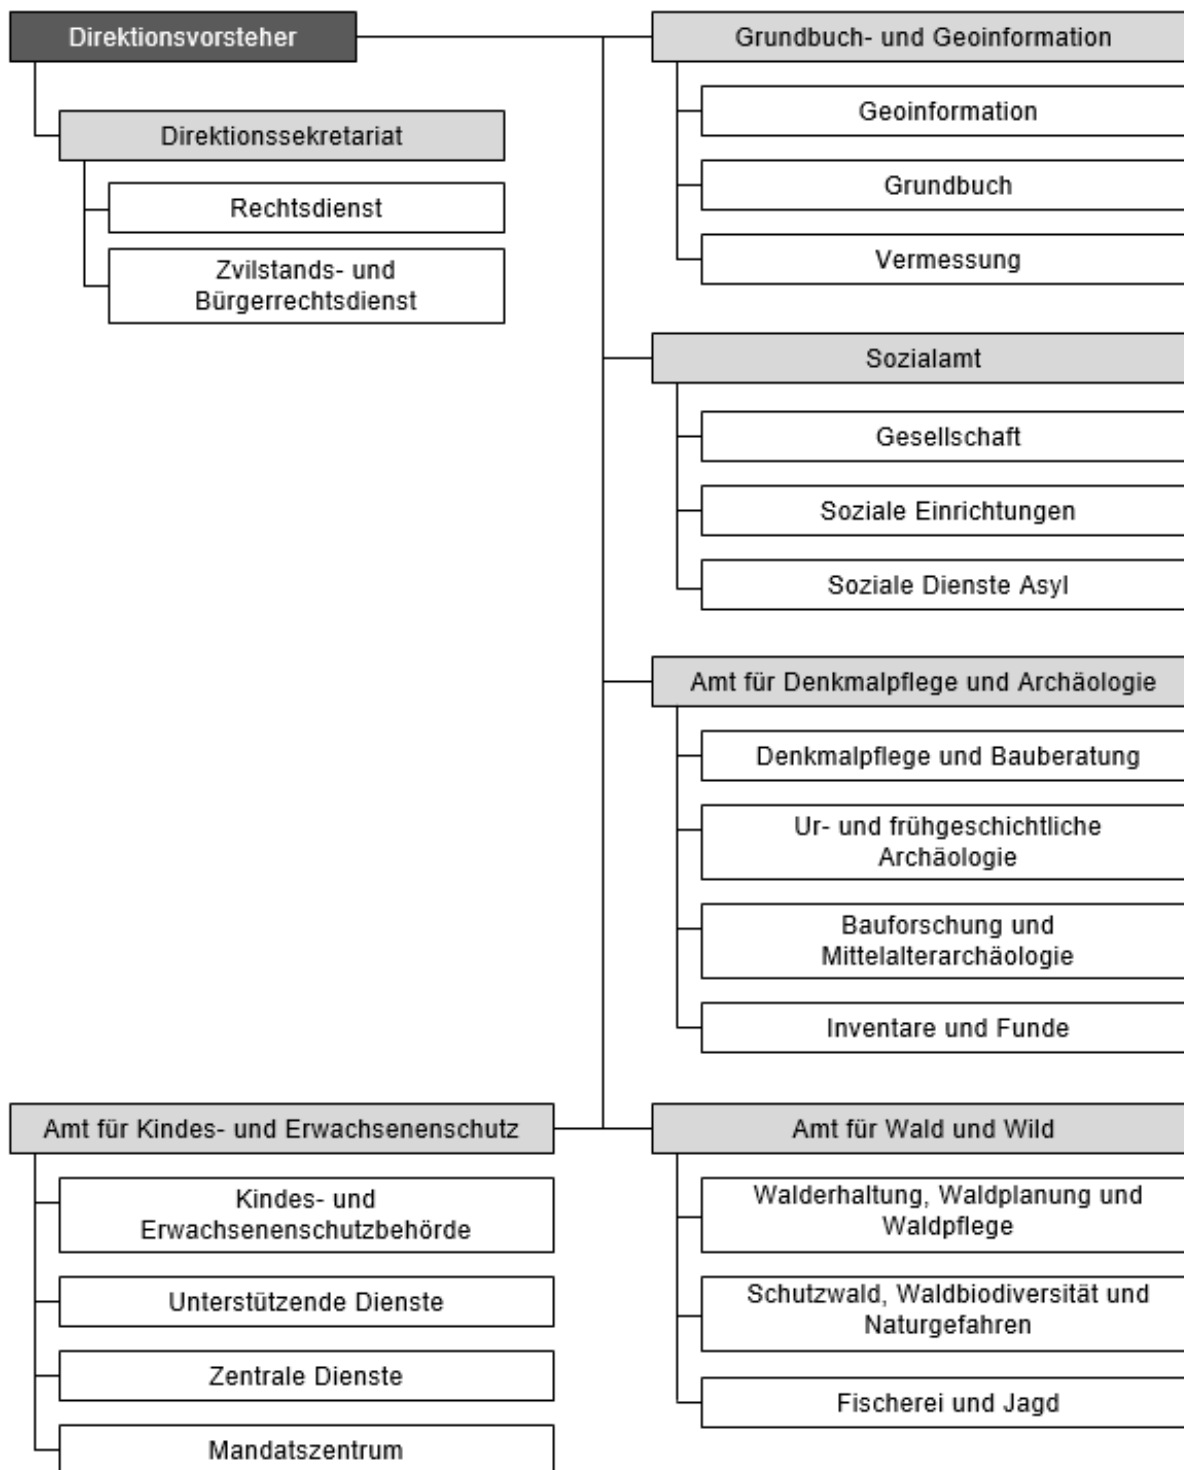 Direktionsvorsteher
Direktionssekretariat
Rechtsdienst
Zvilstands- und
Bürgerrechtsdienst
Grundbuch- und Geoinformation
Geoinformation
Grundbuch
Vermessung
Sozialamt
Gesellschaft
Soziale Einrichtungen
Soziale Dienste Asyl
Amt für Denkmalpflege und Archäologie
Denkmalpflege und Bauberatung
Ur- und frühgeschichtliche
Archäologie
Bauforschung und
Mittelalterarchäologie
Inventare und Funde
Amt für Kindes- und Erwachsenenschutz
Kindes- und
Erwachsenenschutzbehörde
Unterstützende Dienste
Zentrale Dienste
Mandatszentrum
Amt für Wald und Wild
Walderhaltung, Waldplanung und
Waldpflege
Schutzwald, Waldbiodiversität und
Naturgefahren
Fischerei und Jagd